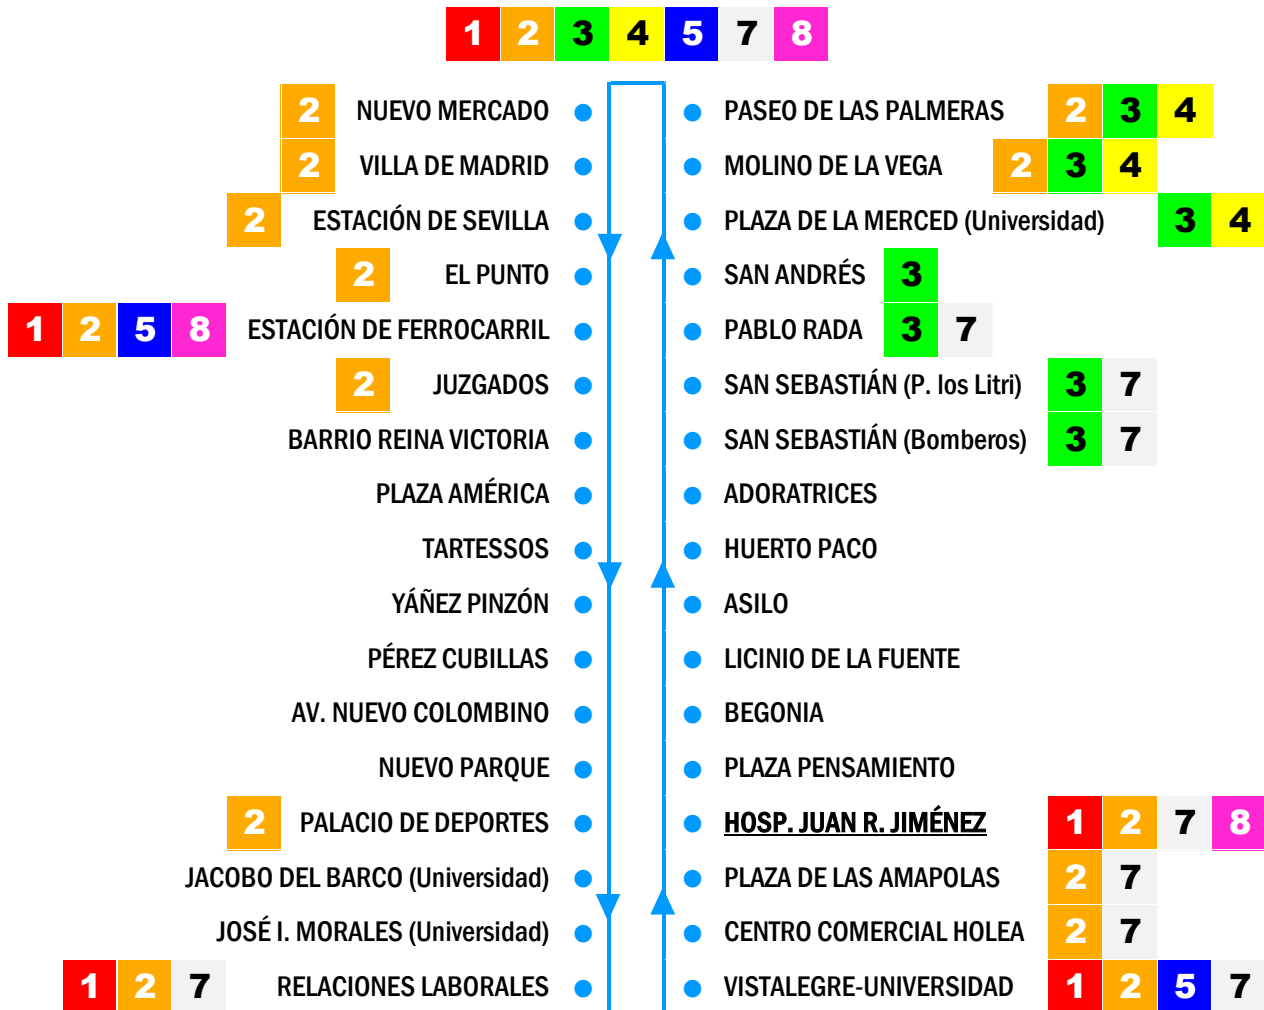 1 2 3 4 5 7 8
2 NUEVO MERCADO
PASEO DE LAS PALMERAS 2 3 4
2 VILLA DE MADRID
MOLINO DE LA VEGA 2 3 4
2 ESTACIÓN DE SEVILLA
PLAZA DE LA MERCED (Universidad) 3 4
2 EL PUNTO
SAN ANDRÉS 3
1 2 5 8 ESTACIÓN DE FERROCARRIL
PABLO RADA 3 7
2 JUZGADOS
SAN SEBASTIÁN (P. los Litri) 3 7
BARRIO REINA VICTORIA
SAN SEBASTIÁN (Bomberos) 3 7
PLAZA AMÉRICA
ADORATRICES
TARTESSOS
HUERTO PACO
YÁÑEZ PINZÓN
ASILO
PÉREZ CUBILLAS
LICINIO DE LA FUENTE
AV. NUEVO COLOMBINO
BEGONIA
NUEVO PARQUE
PLAZA PENSAMIENTO
2 PALACIO DE DEPORTES
HOSP. JUAN R. JIMÉNEZ 1 2 7 8
JACOBO DEL BARCO (Universidad)
PLAZA DE LAS AMAPOLAS 2 7
JOSÉ I. MORALES (Universidad)
CENTRO COMERCIAL HOLEA 2 7
1 2 7 RELACIONES LABORALES
VISTALEGRE-UNIVERSIDAD 1 2 5 7